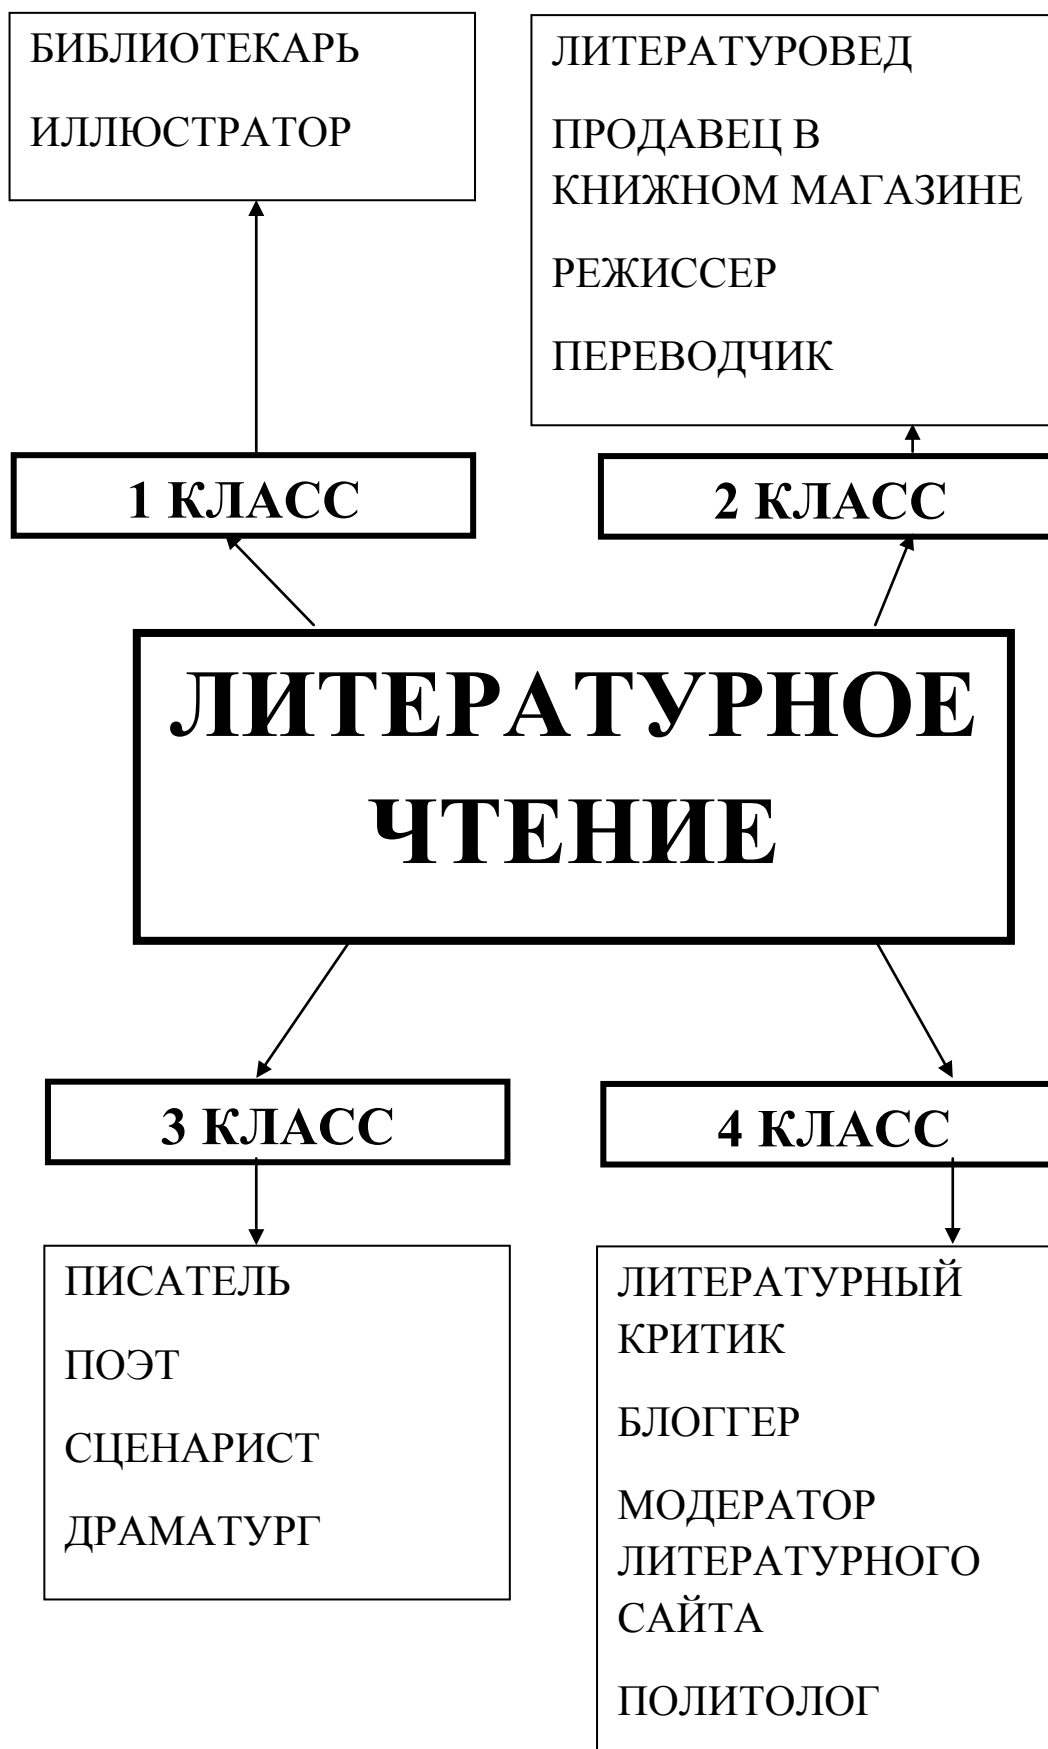 БИБЛИОТЕКАРЬ
ИЛЛЮСТРАТОР
ЛИТЕРАТУРОВЕД
ПРОДАВЕЦ В
КНИЖНОМ МАГАЗИНЕ
РЕЖИССЕР
ПЕРЕВОДЧИК
1 КЛАСС
2 КЛАСС
ЛИТЕРАТУРНОЕ
ЧТЕНИЕ
3 КЛАСС
4 КЛАСС
ПИСАТЕЛЬ
ПОЭТ
СЦЕНАРИСТ
ДРАМАТУРГ
ЛИТЕРАТУРНЫЙ
КРИТИК
БЛОГГЕР
МОДЕРАТОР
ЛИТЕРАТУРНОГО
САЙТА
ПОЛИТОЛОГ